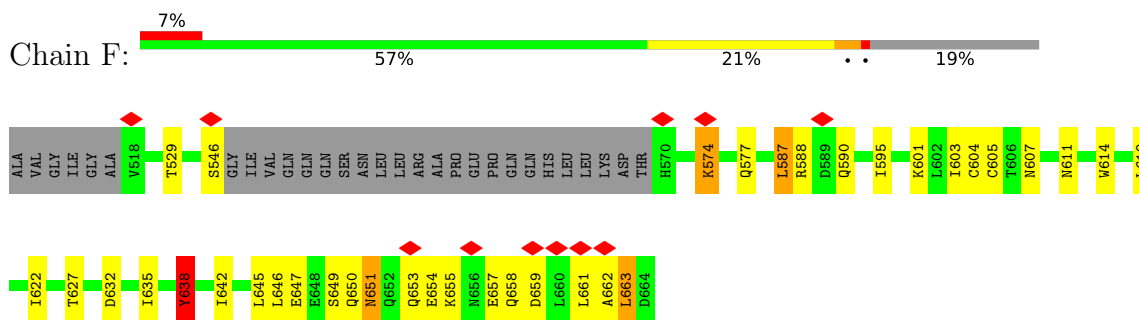 7%
Chain F:
57% 21% • • 19%
ALA VAL GLY ILE GLY ALA V518 T529 S546 GLY ILE VAL GLN GLN GLN SER ASN LEU LEU ARG ALA PRO GLU PRO GLN GLN HIS LEU LEU LYS ASP THR H570 K574 Q577 L587 R588 D589 Q590 I595 K601 L602 I603 C604 C605 T606 N607 N611 W614
I622 T627 D632 I635 Y638 I642 L645 L646 E647 E648 S649 Q650 N651 Q652 Q653 E654 K655 N656 E657 Q658 D659 L660 L661 A662 L663 D664